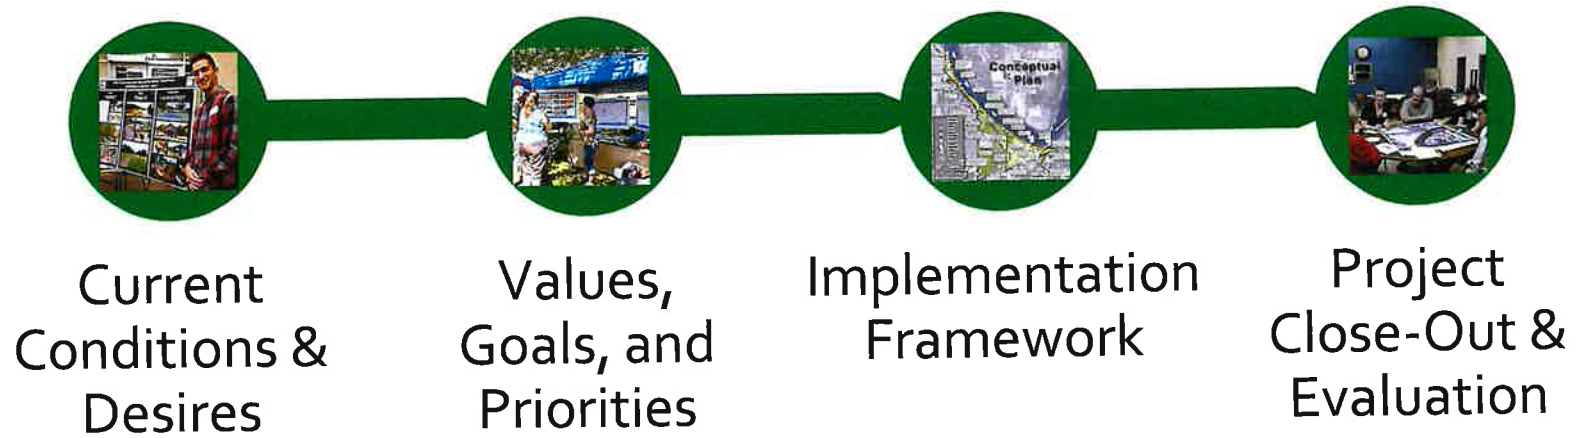 Conceptual
Plan
Current
Conditions &
Desires
Values,
Goals, and
Priorities
Implementation
Framework
Project
Close-Out &
Evaluation